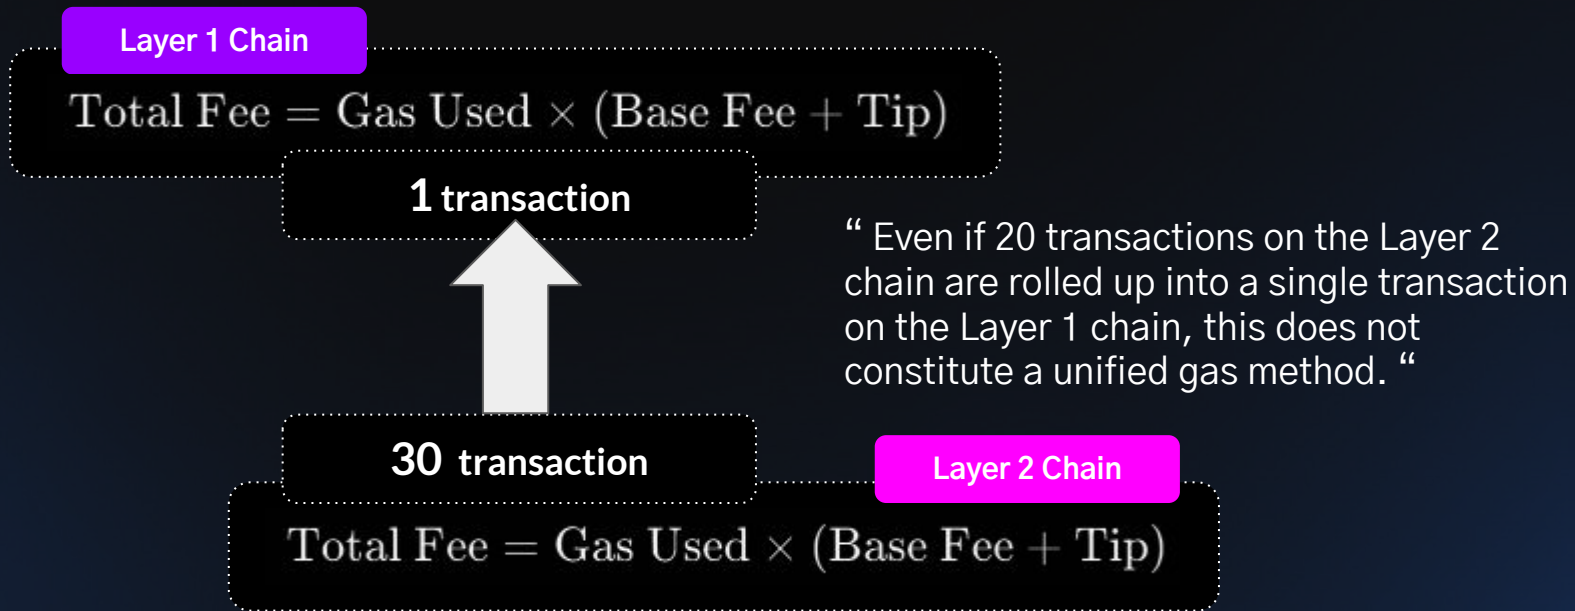 Layer 1 Chain
Total Fee = Gas Used × (Base Fee + Tip)
1 transaction
“ Even if 20 transactions on the Layer 2
chain are rolled up into a single transaction
on the Layer 1 chain, this does not
constitute a unified gas method. “
30 transaction
Layer 2 Chain
Total Fee = Gas Used × (Base Fee + Tip)